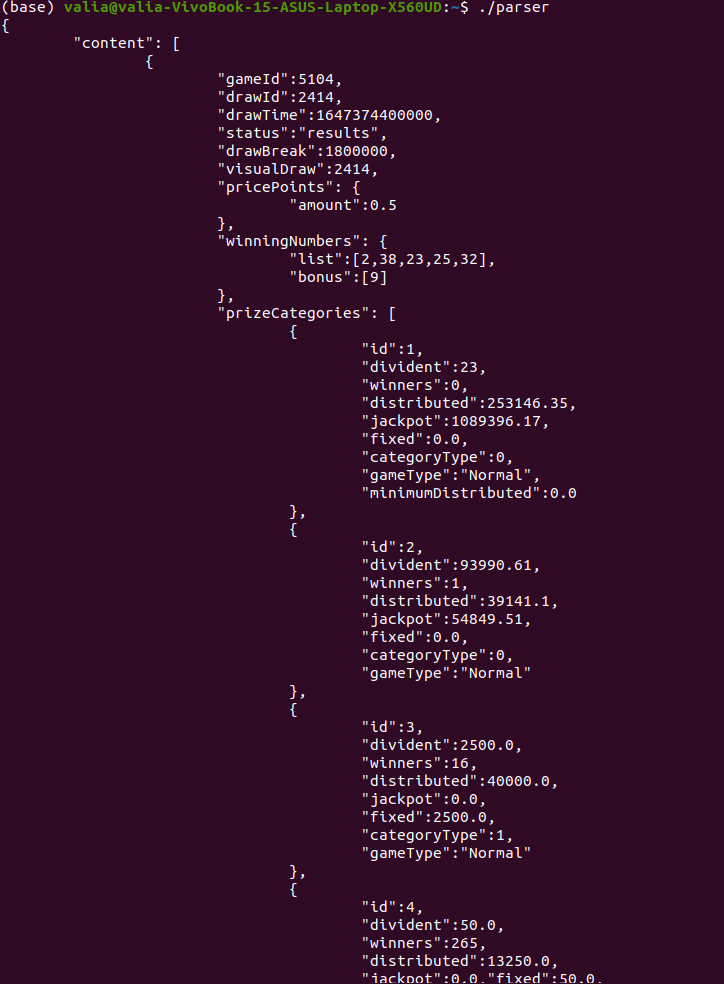 (base) valia@valia-VivoBook-15-ASUS-Laptop-X560UD:~$ ./parser
{
"content": [
{
"gameId":5104,
"drawId":2414,
"drawTime":1647374400000,
"status":"results",
"drawBreak":1800000,
"visualDraw":2414,
"pricePoints": {
"amount":0.5
},
"winningNumbers": {
"list":[2,38,23,25,32],
"bonus":[9]
},
"prizeCategories": [
{
"id":1,
"divident":23,
"winners":0,
"distributed":253146.35,
"jackpot":1089396.17,
"fixed":0.0,
"categoryType":0,
"gameType":"Normal",
"minimumDistributed":0.0
},
{
"id":2,
"divident":93990.61,
"winners":1,
"distributed":39141.1,
"jackpot":54849.51,
"fixed":0.0,
"categoryType":0,
"gameType":"Normal"
},
{
"id":3,
"divident":2500.0,
"winners":16,
"distributed":40000.0,
"jackpot":0.0,
"fixed":2500.0,
"categoryType":1,
"gameType":"Normal"
},
{
"id":4,
"divident":50.0,
"winners":265,
"distributed":13250.0,
"jackpot":0.0,"fixed":50.0,